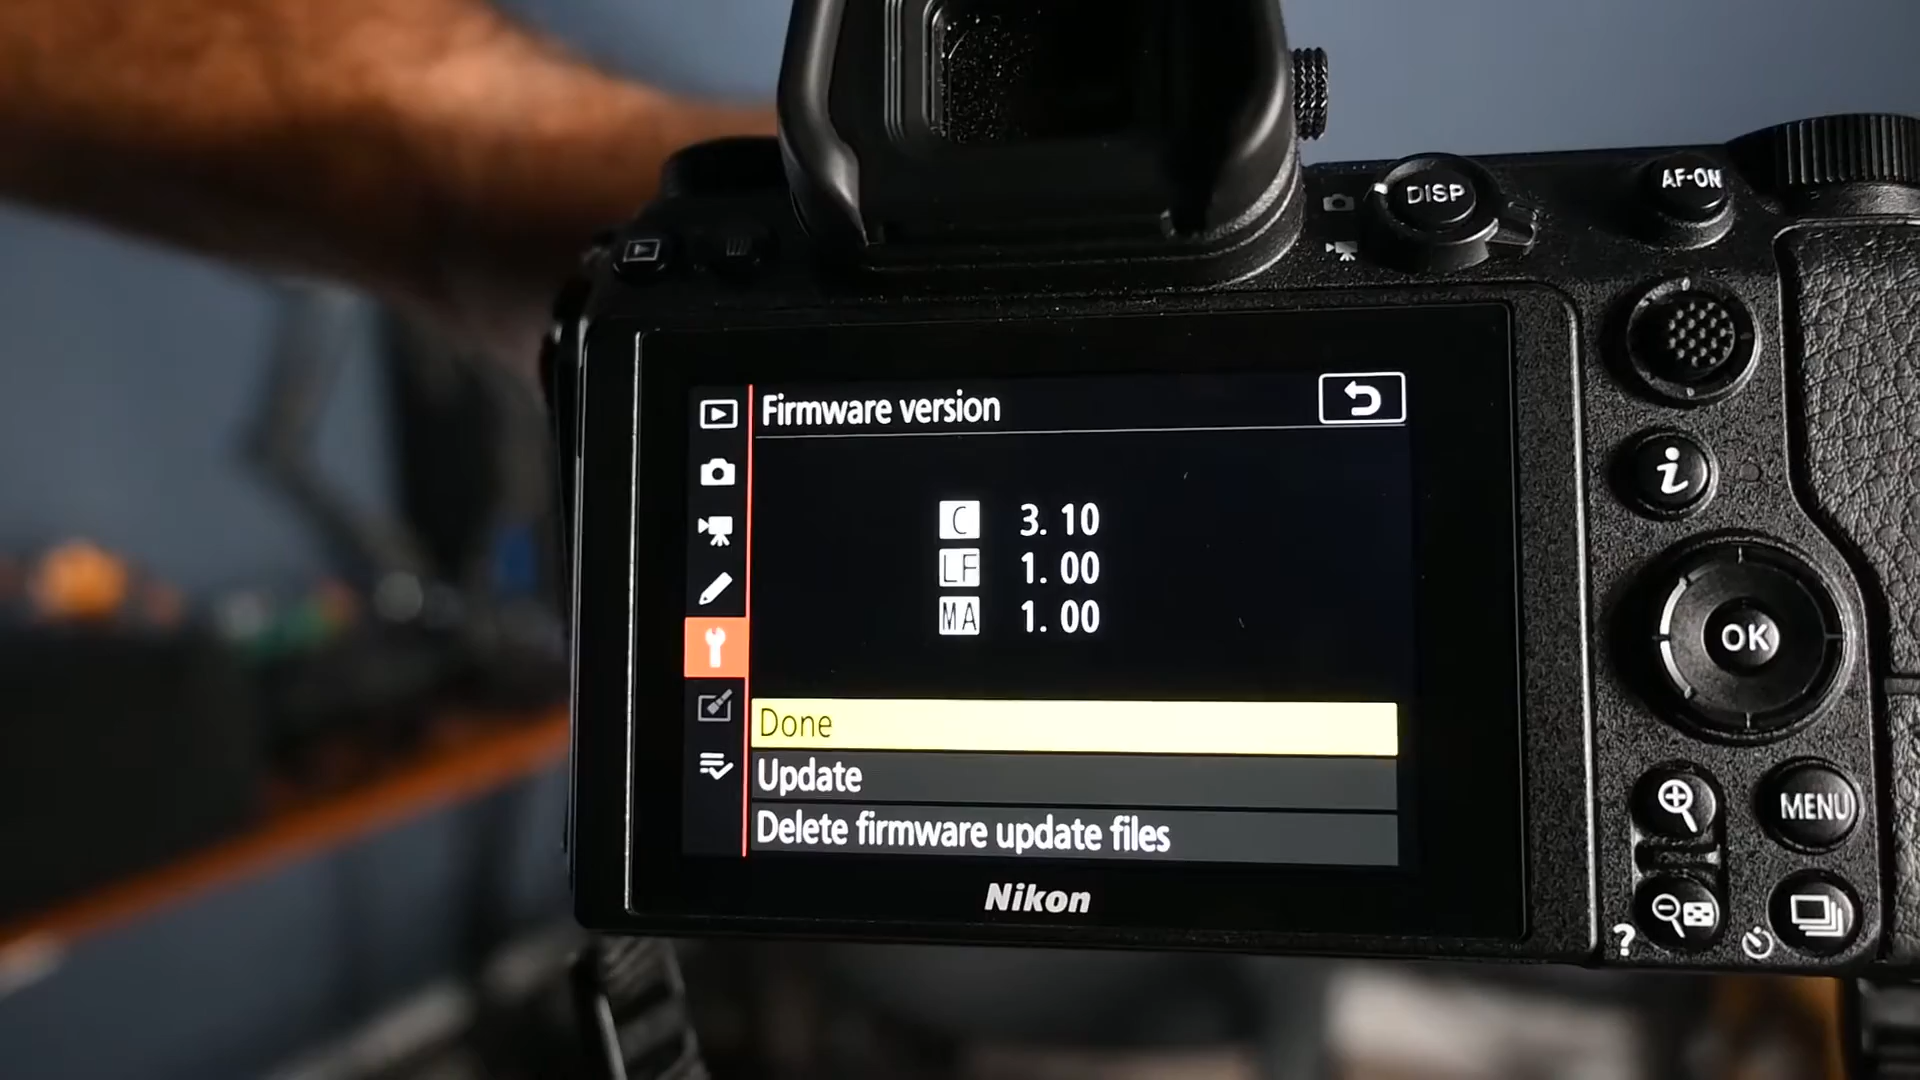 DISP
AF-ON
Firmware version
C 3.10
LF 1.00
MA 1.00
Done
Update
Delete firmware update files
Nikon
i
OK
MENU
?